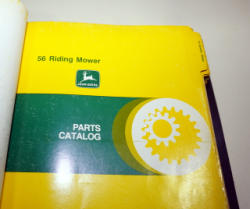 56 Riding Mower
JOHN DEERE
PARTS
CATALOG